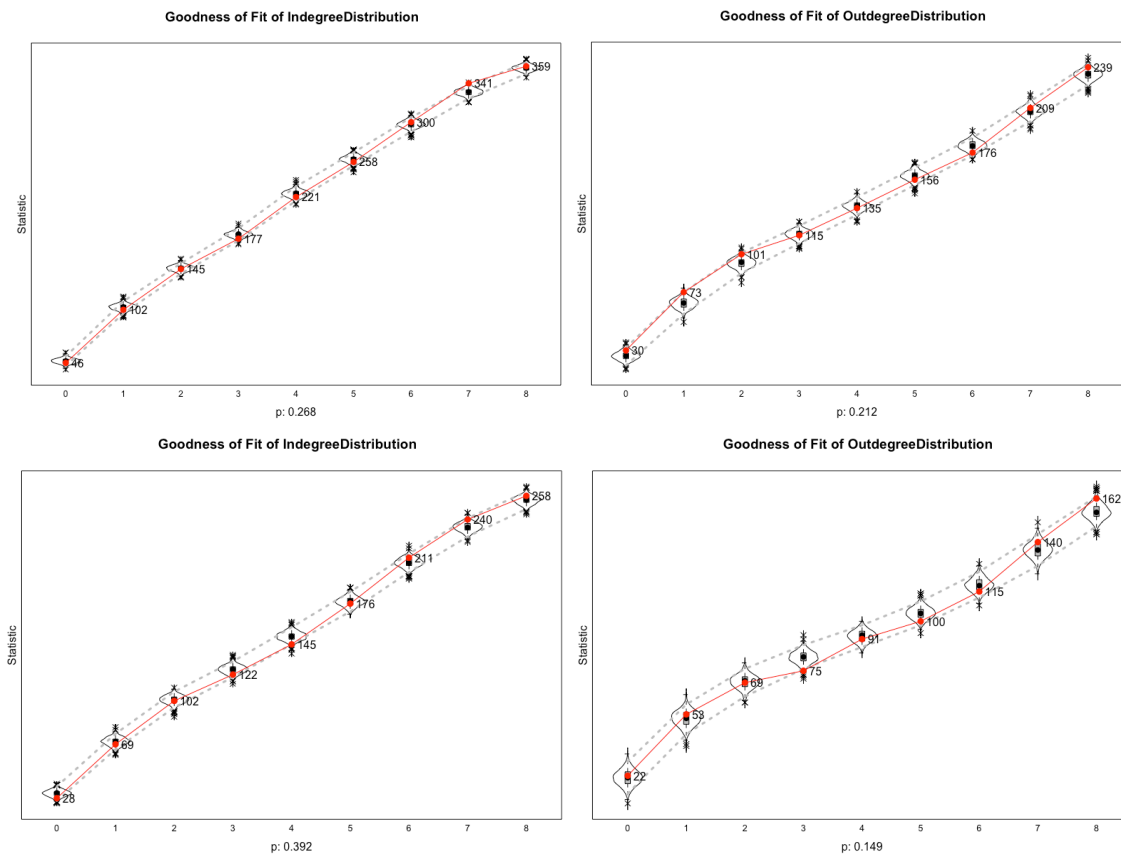 Goodness of Fit of IndegreeDistribution
Statistic
46
102
145
177
221
258
300
341
359
0 1 2 3 4 5 6 7 8
p: 0.268
Goodness of Fit of OutdegreeDistribution
Statistic
30
73
101
115
135
156
176
209
239
0 1 2 3 4 5 6 7 8
p: 0.212
Goodness of Fit of IndegreeDistribution
Statistic
28
69
102
122
145
176
211
240
258
0 1 2 3 4 5 6 7 8
p: 0.392
Goodness of Fit of OutdegreeDistribution
Statistic
22
53
69
75
91
100
115
140
162
0 1 2 3 4 5 6 7 8
p: 0.149